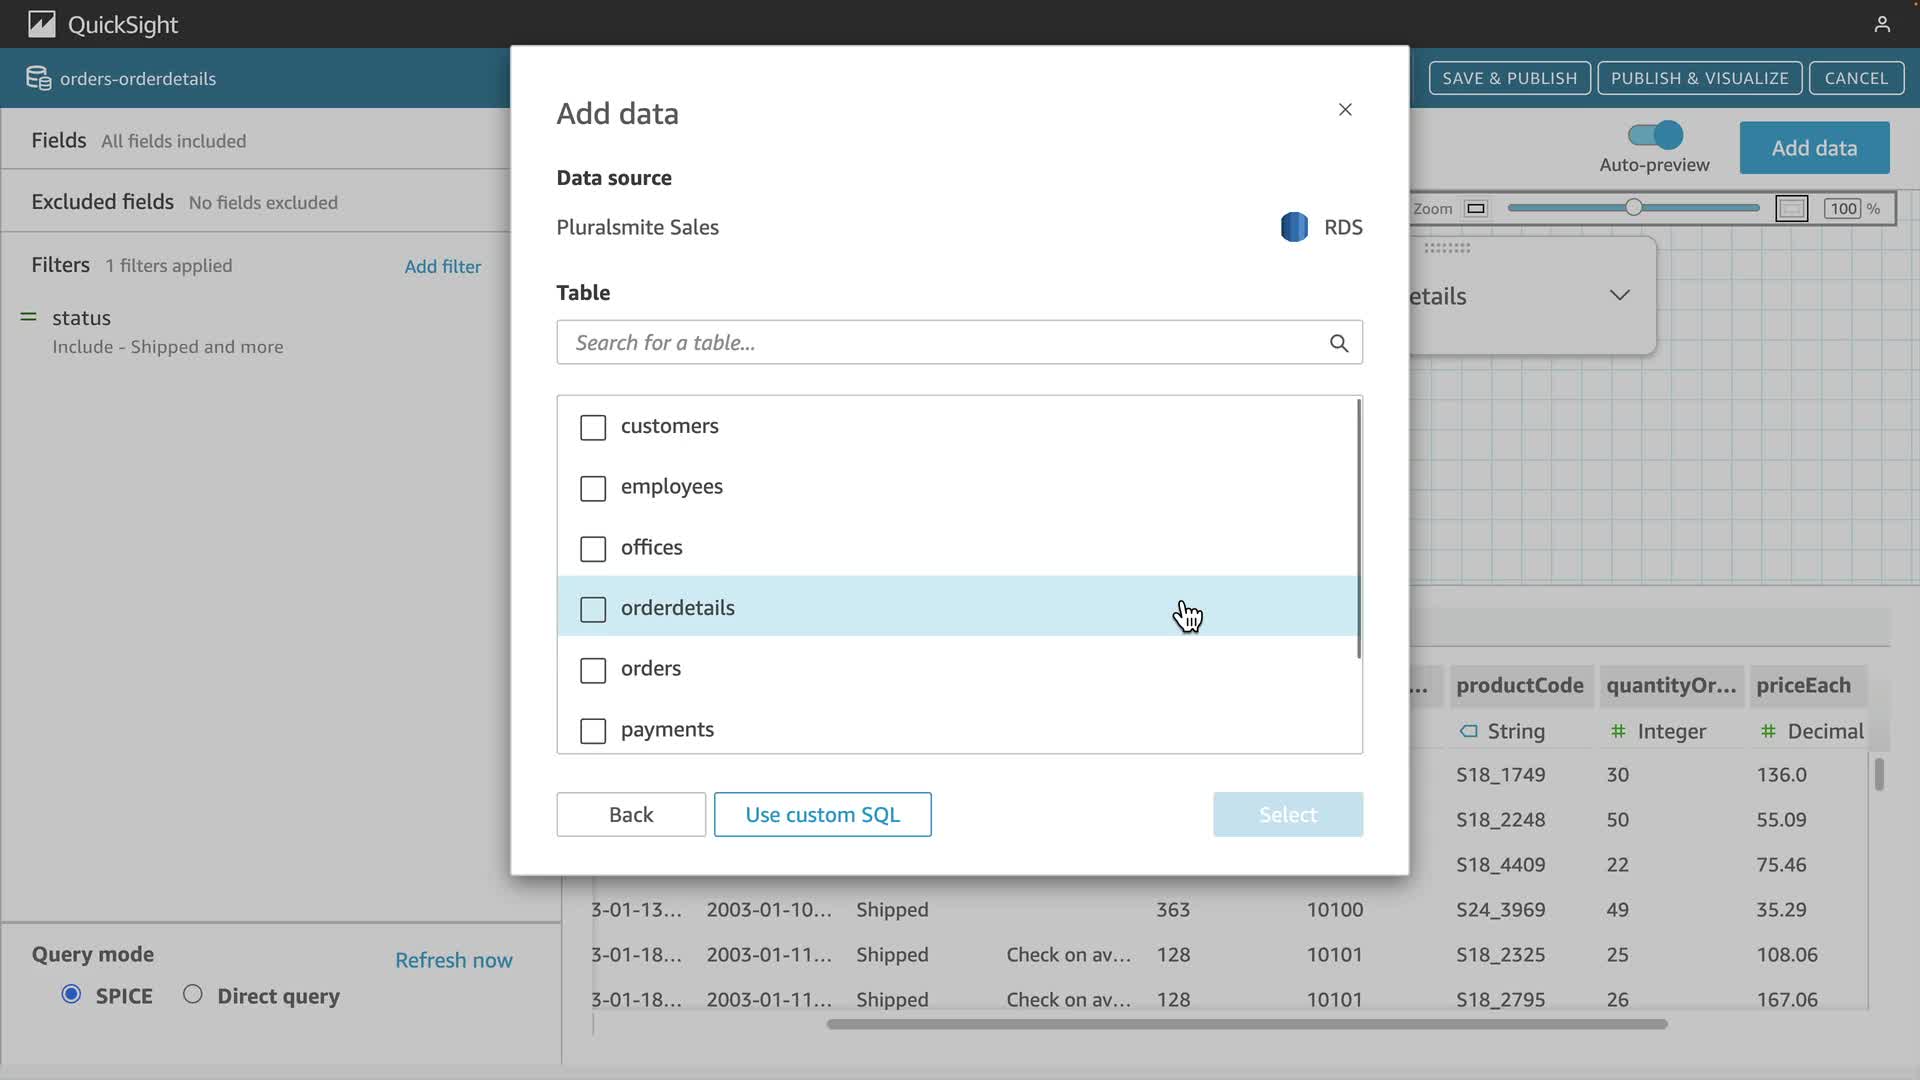 QuickSight
orders-orderdetails
SAVE & PUBLISH
PUBLISH & VISUALIZE
CANCEL
Fields All fields included
Excluded fields No fields excluded
Filters 1 filters applied Add filter
status
Include - Shipped and more
Query mode Refresh now
SPICE Direct query
Add data
Data source
Pluralsmite Sales RDS
Table
Search for a table...
customers
employees
offices
orderdetails
orders
payments
Back
Use custom SQL
Select
Auto-preview
Add data
Zoom 100 %
etails
... productCode quantityOr... priceEach
String Integer Decimal
S18_1749 30 136.0
S18_2248 50 55.09
S18_4409 22 75.46
3-01-13... 2003-01-10... Shipped 363 10100 S24_3969 49 35.29
3-01-18... 2003-01-11... Shipped Check on av... 128 10101 S18_2325 25 108.06
3-01-18... 2003-01-11... Shipped Check on av... 128 10101 S18_2795 26 167.06